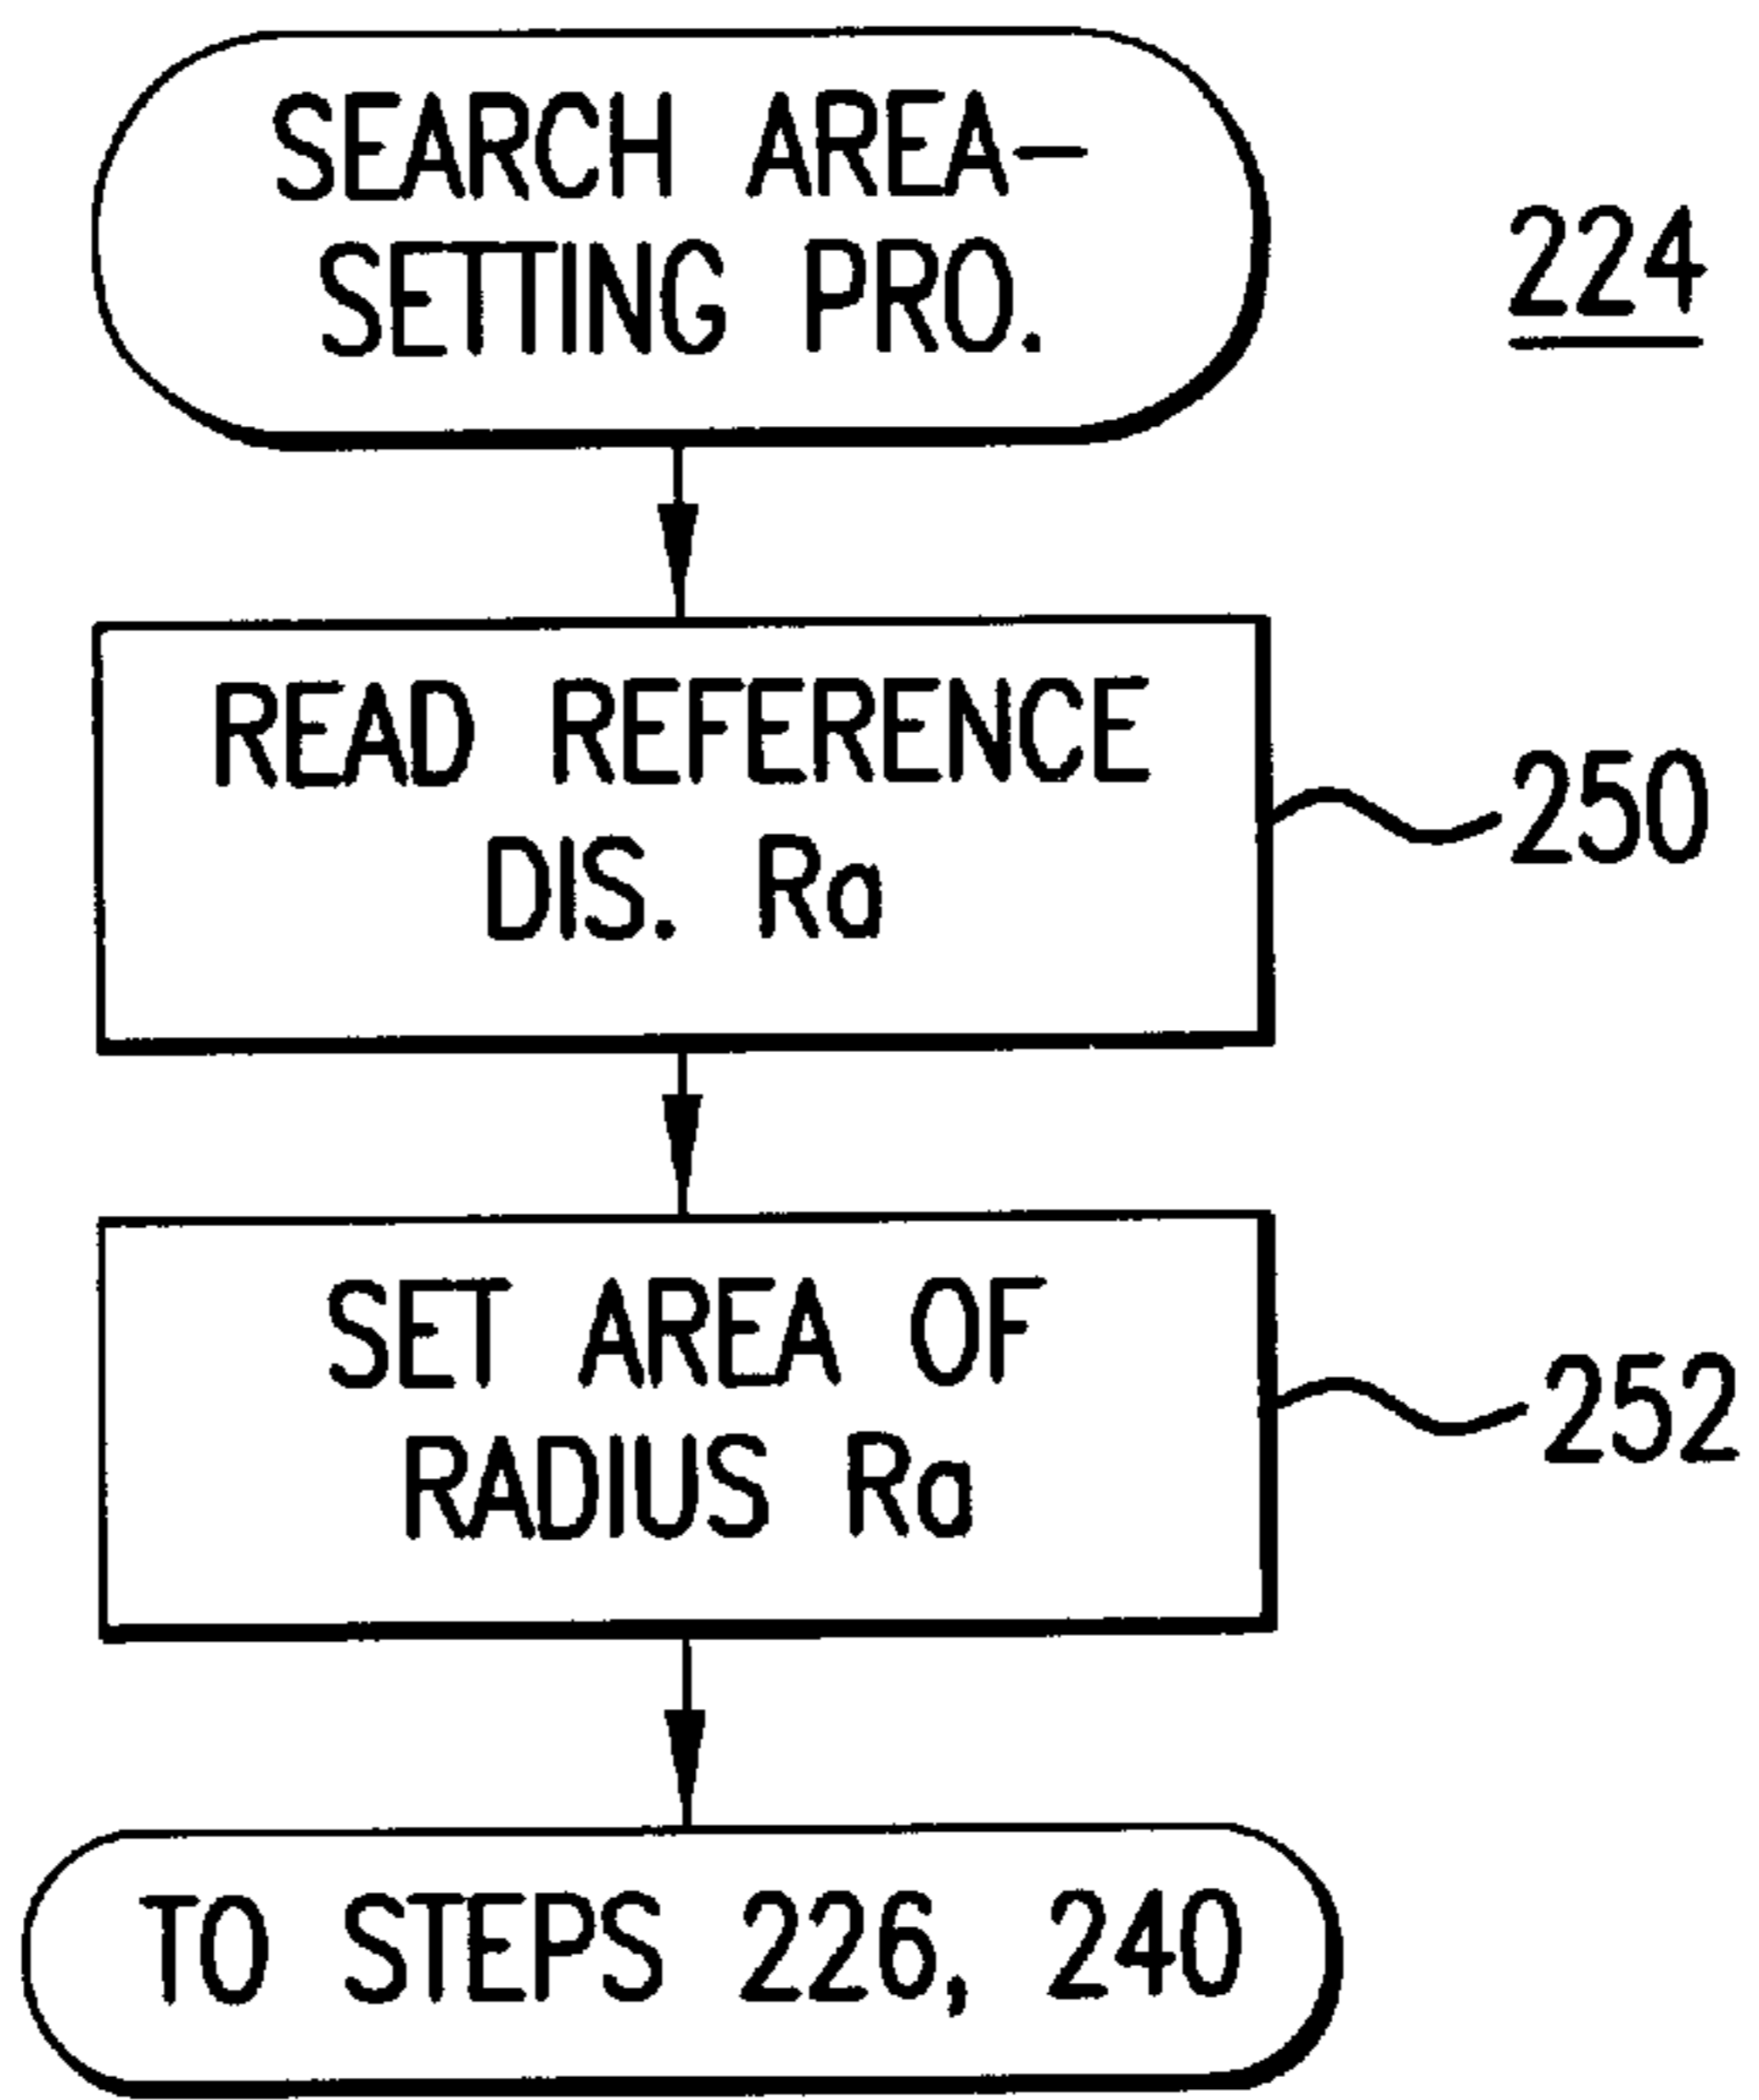 SEARCH AREA-
SETTING PRO.
224
READ REFERENCE
DIS. Ra
250
SET AREA OF
RADIUS Ra
252
TO STEPS 226, 240